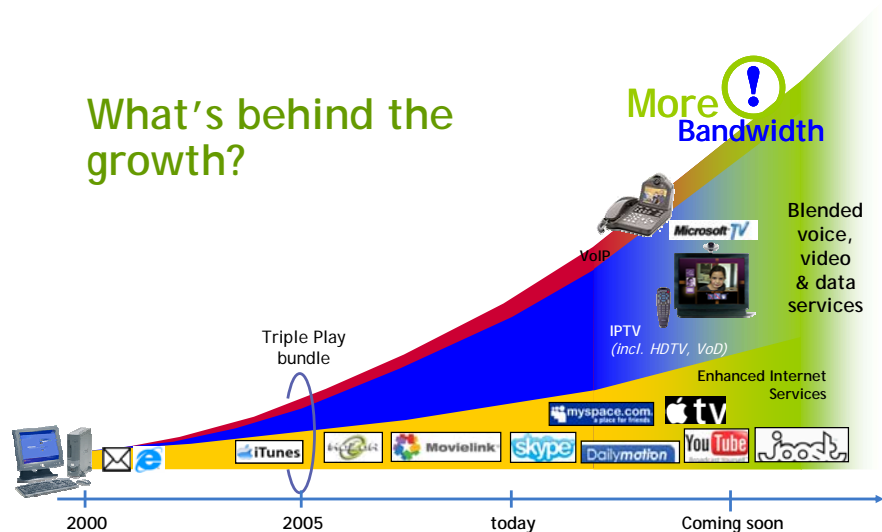 What's behind the
growth?
More !
Bandwidth
Blended
voice,
video
& data
services
Microsoft TV
VoIP
IPTV
(incl. HDTV, VoD)
Triple Play
bundle
Enhanced Internet
Services
myspace.com
a place for friends
tv
iTunes
Movielink
skype
Dailymotion
YouTube
Broadcast Yourself
Joost
2000
2005
today
Coming soon